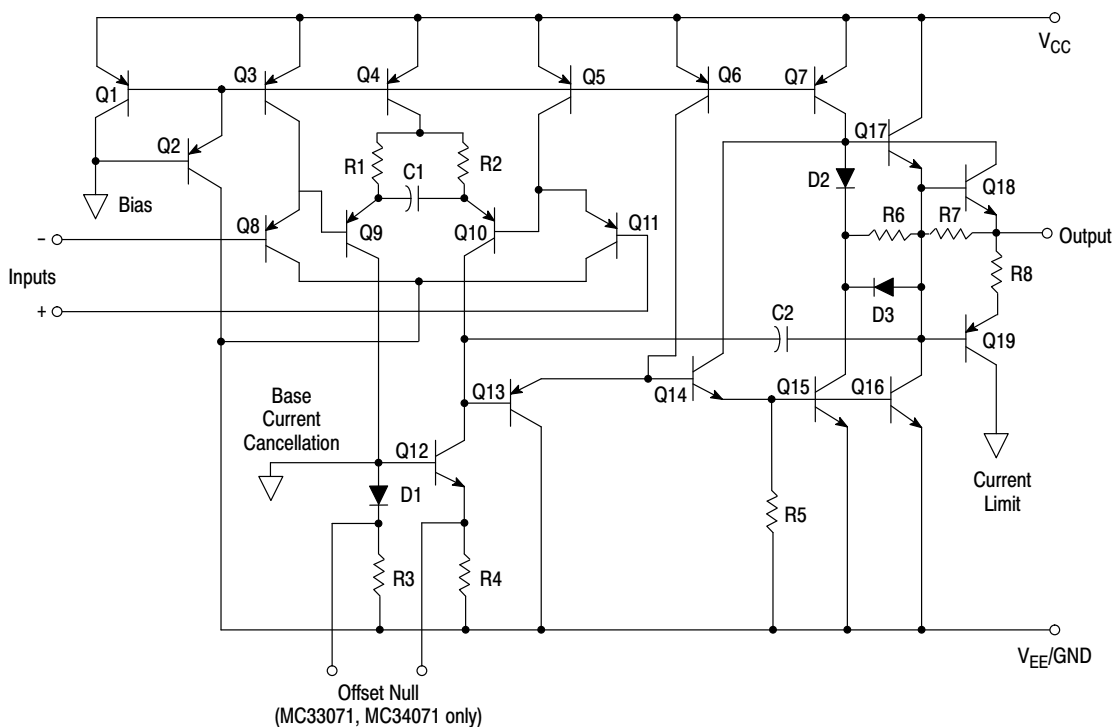 V_CC
Q3
Q4
Q5
Q6
Q7
Q1
Q17
Q2
R1
C1
R2
D2
Q18
Bias
Q8
Q9
Q10
Q11
R6
R7
Output
-
Inputs
+
D3
R8
C2
Q19
Base
Current
Cancellation
Q13
Q14
Q15
Q16
Q12
D1
Current
Limit
R5
R3
R4
V_EE/GND
Offset Null
(MC33071, MC34071 only)